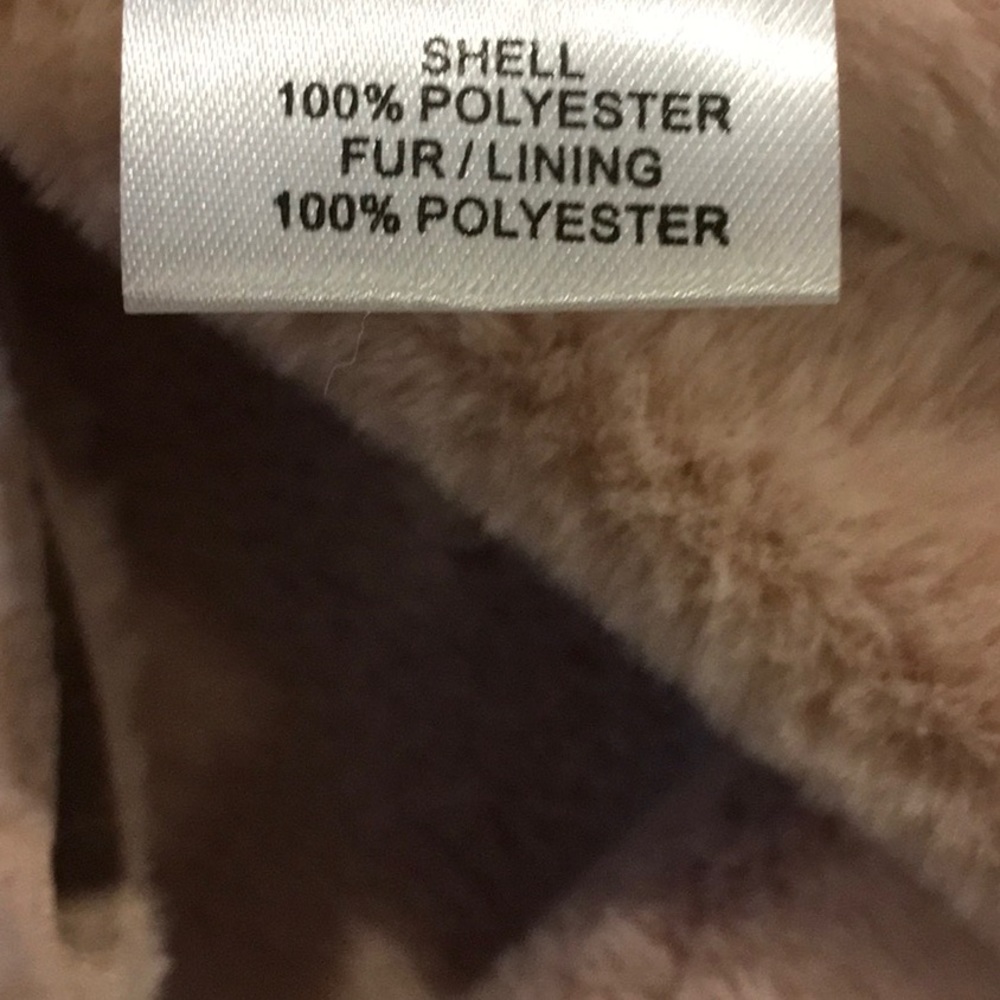 SHELL
100% POLYESTER
FUR / LINING
100% POLYESTER